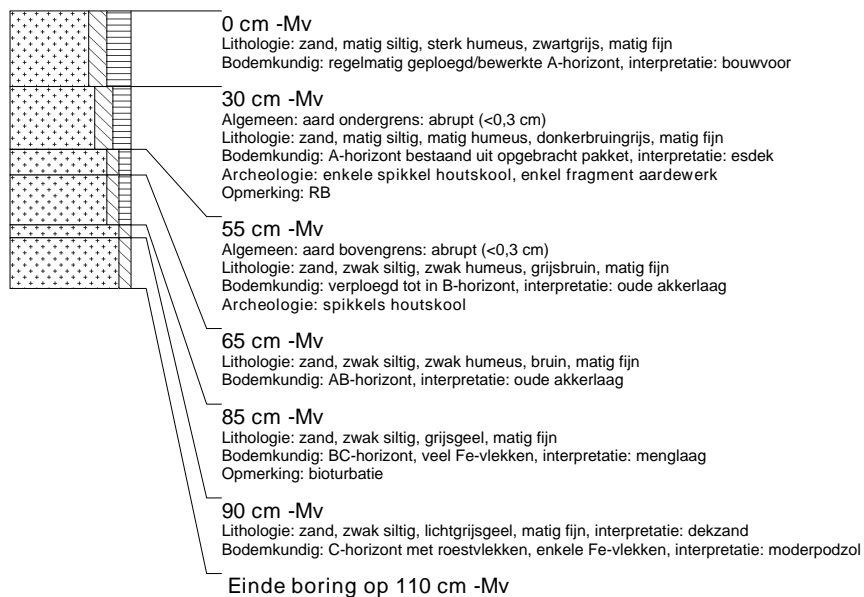 0 cm -Mv
Lithologie: zand, matig siltig, sterk humeus, zwartgrijs, matig fijn
Bodemkundig: regelmatig geploegd/bewerkte A-horizont, interpretatie: bouwvoor
30 cm -Mv
Algemeen: aard ondergrens: abrupt (<0,3 cm)
Lithologie: zand, matig siltig, matig humeus, donkerbruingrijs, matig fijn
Bodemkundig: A-horizont bestaand uit opgebracht pakket, interpretatie: esdek
Archeologie: enkele spikkel houtskool, enkel fragment aardewerk
Opmerking: RB
55 cm -Mv
Algemeen: aard bovengrens: abrupt (<0,3 cm)
Lithologie: zand, zwak siltig, zwak humeus, grijsbruin, matig fijn
Bodemkundig: verploegd tot in B-horizont, interpretatie: oude akkerlaag
Archeologie: spikkels houtskool
65 cm -Mv
Lithologie: zand, zwak siltig, zwak humeus, bruin, matig fijn
Bodemkundig: AB-horizont, interpretatie: oude akkerlaag
85 cm -Mv
Lithologie: zand, zwak siltig, grijsgeel, matig fijn
Bodemkundig: BC-horizont, veel Fe-vlekken, interpretatie: menglaag
Opmerking: bioturbatie
90 cm -Mv
Lithologie: zand, zwak siltig, lichtgrijsgeel, matig fijn, interpretatie: dekzand
Bodemkundig: C-horizont met roestvlekken, enkele Fe-vlekken, interpretatie: moderpodzol
Einde boring op 110 cm -Mv